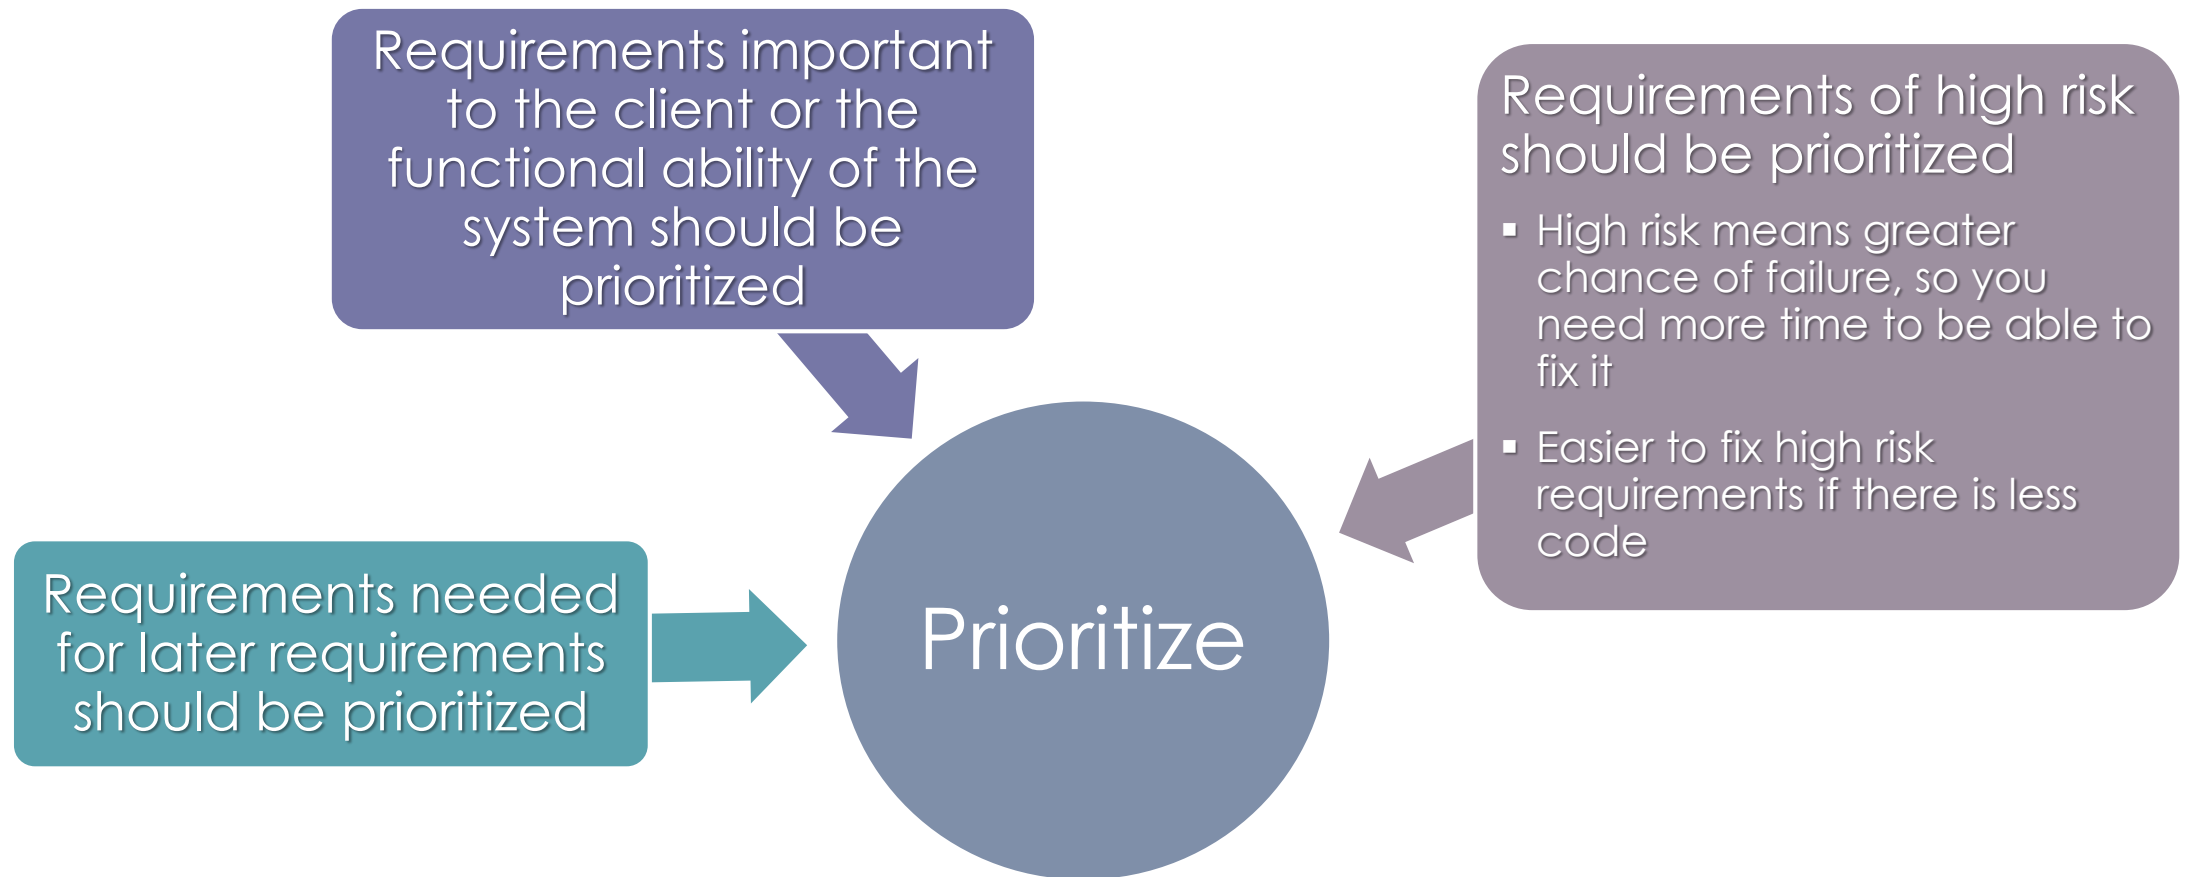 Requirements important
to the client or the
functional ability of the
system should be
prioritized
Requirements of high risk
should be prioritized
▪ High risk means greater
chance of failure, so you
need more time to be able to
fix it
▪ Easier to fix high risk
requirements if there is less
code
Requirements needed
for later requirements
should be prioritized
Prioritize